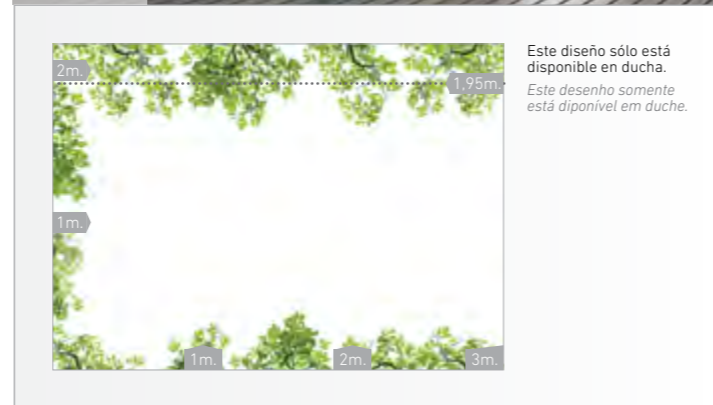 2m.
1,95m.
1m.
1m.
2m.
3m.
Este diseño sólo está
disponible en ducha.
Este desenho somente
está diponível em duche.